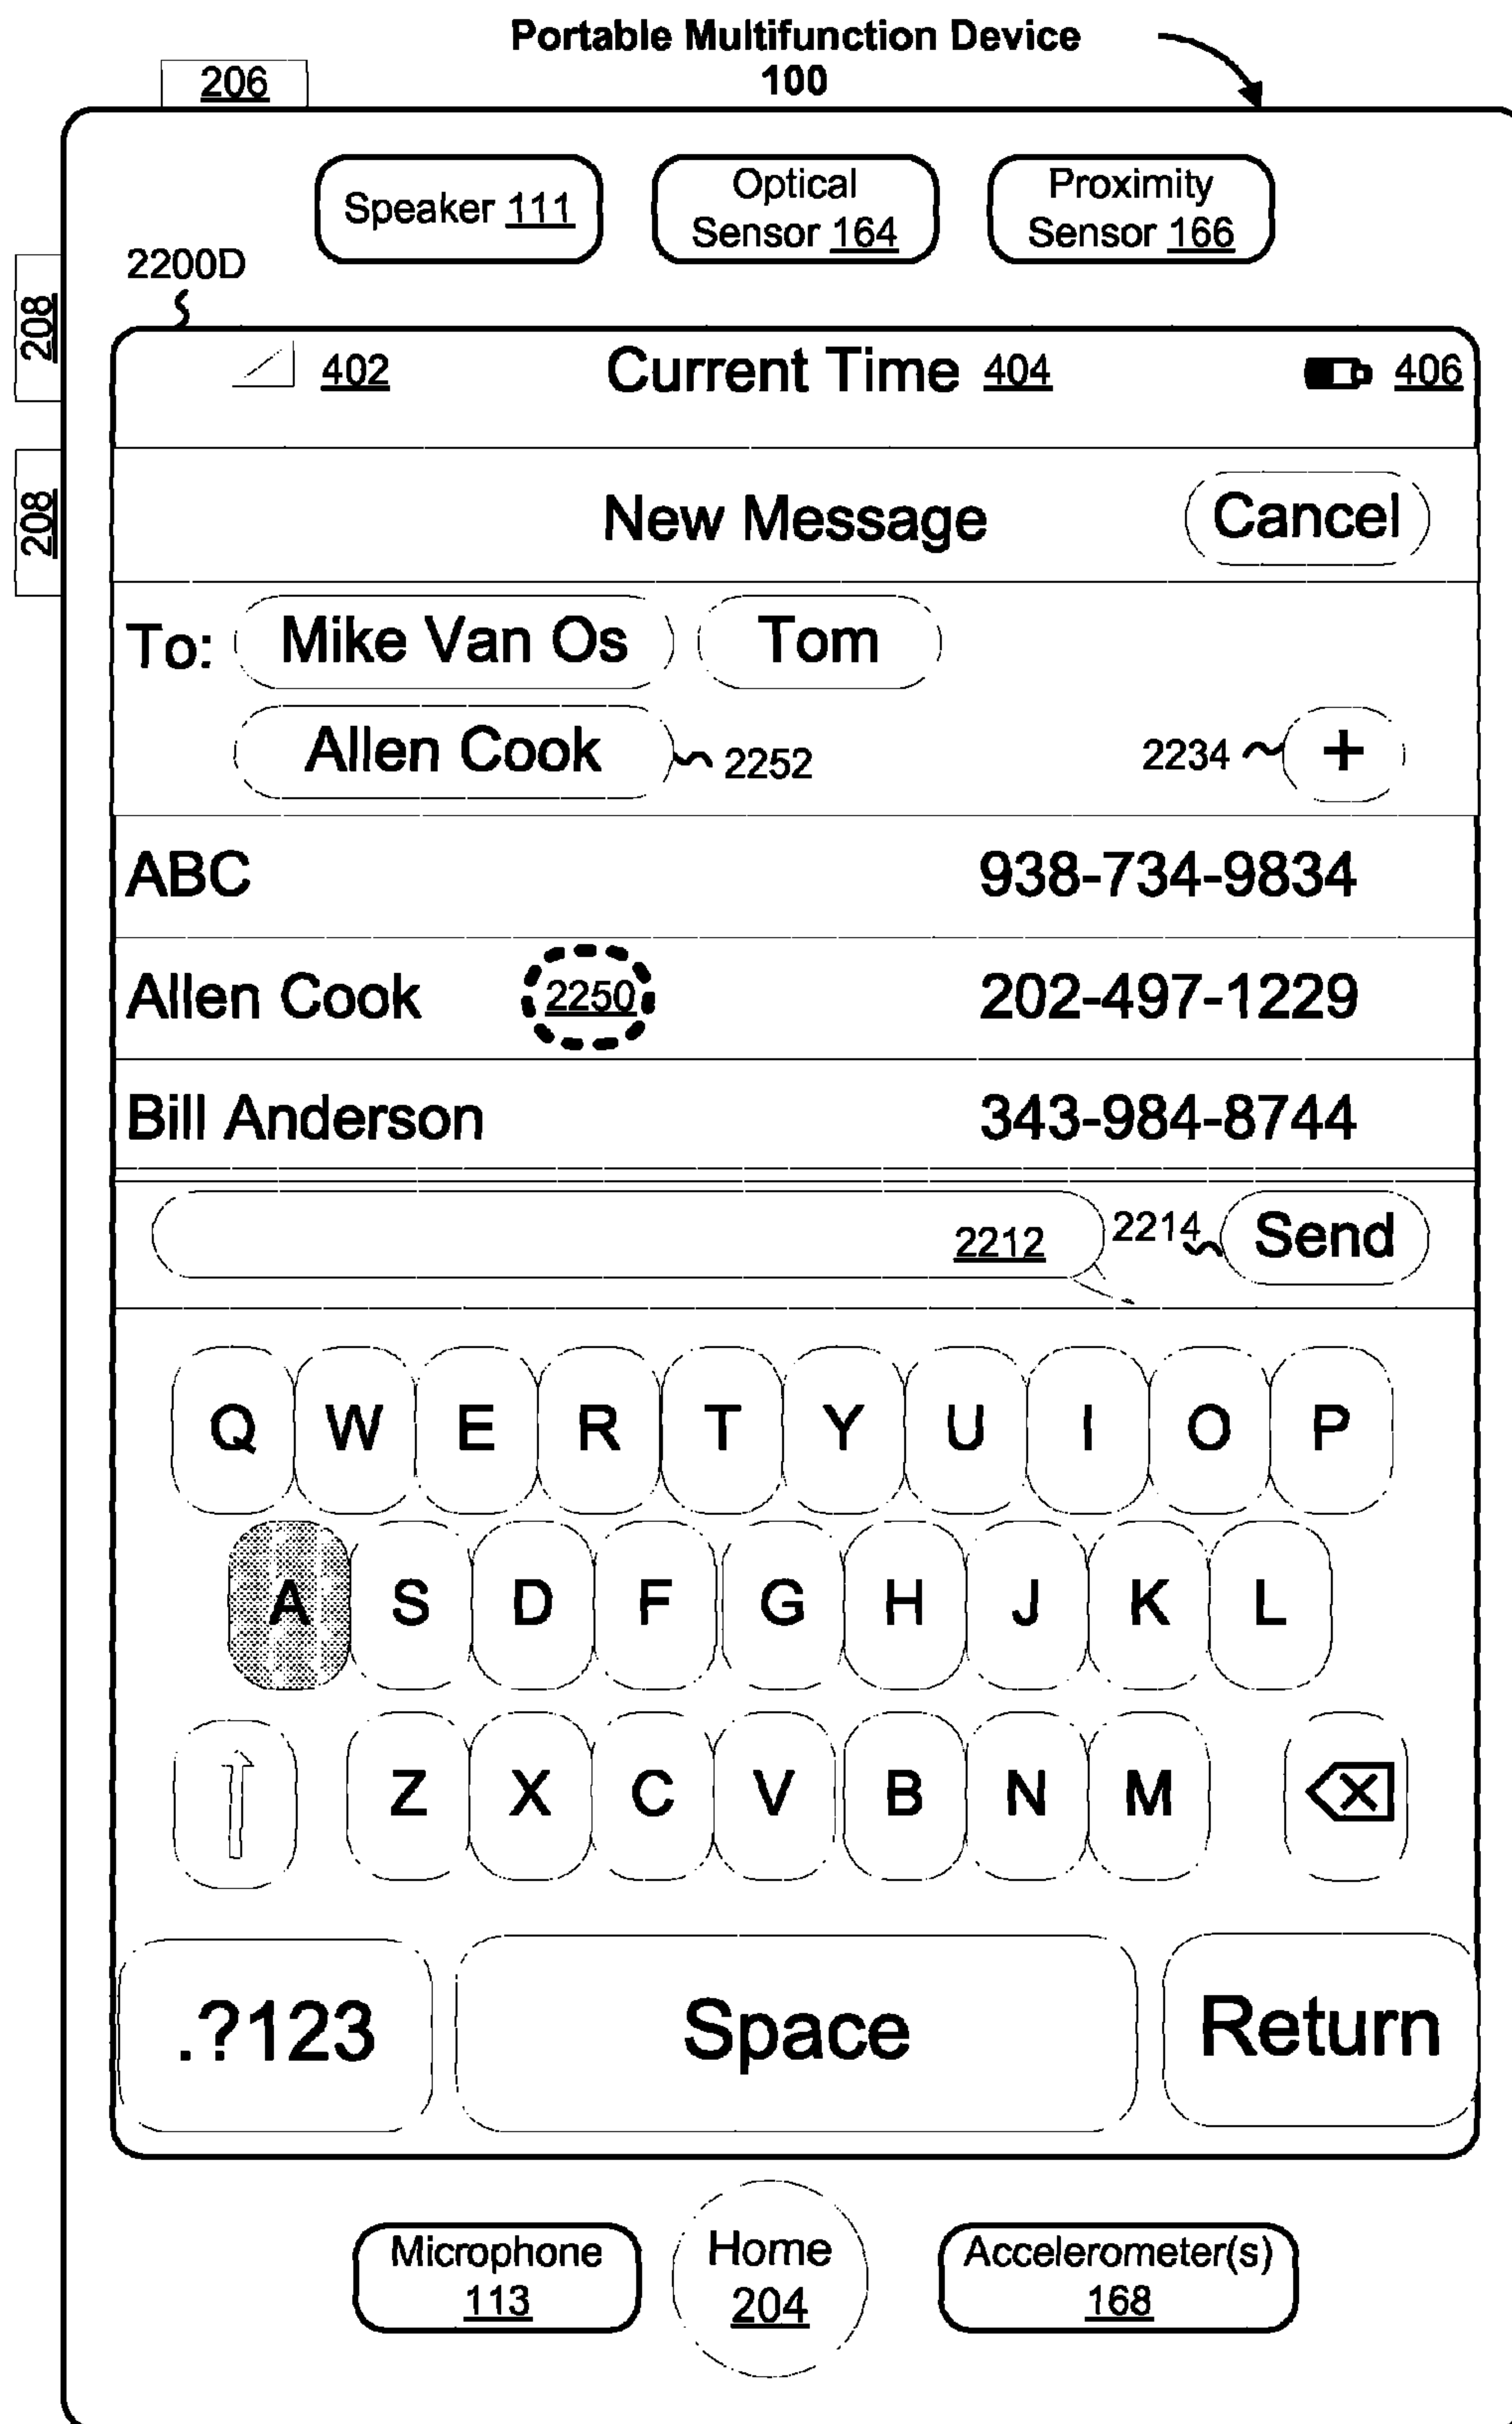 Portable Multifunction Device
100
206
Speaker 111
Optical
Sensor 164
Proximity
Sensor 166
2200D
208
402 Current Time 404 406
208
New Message Cancel
To: Mike Van Os Tom
Allen Cook 2252 2234 +
ABC 938-734-9834
Allen Cook 2250 202-497-1229
Bill Anderson 343-984-8744
2212 2214 Send
Q W E R T Y U I O P
A S D F G H J K L
Z X C V B N M
.?123 Space Return
Microphone
113
Home
204
Accelerometer(s)
168